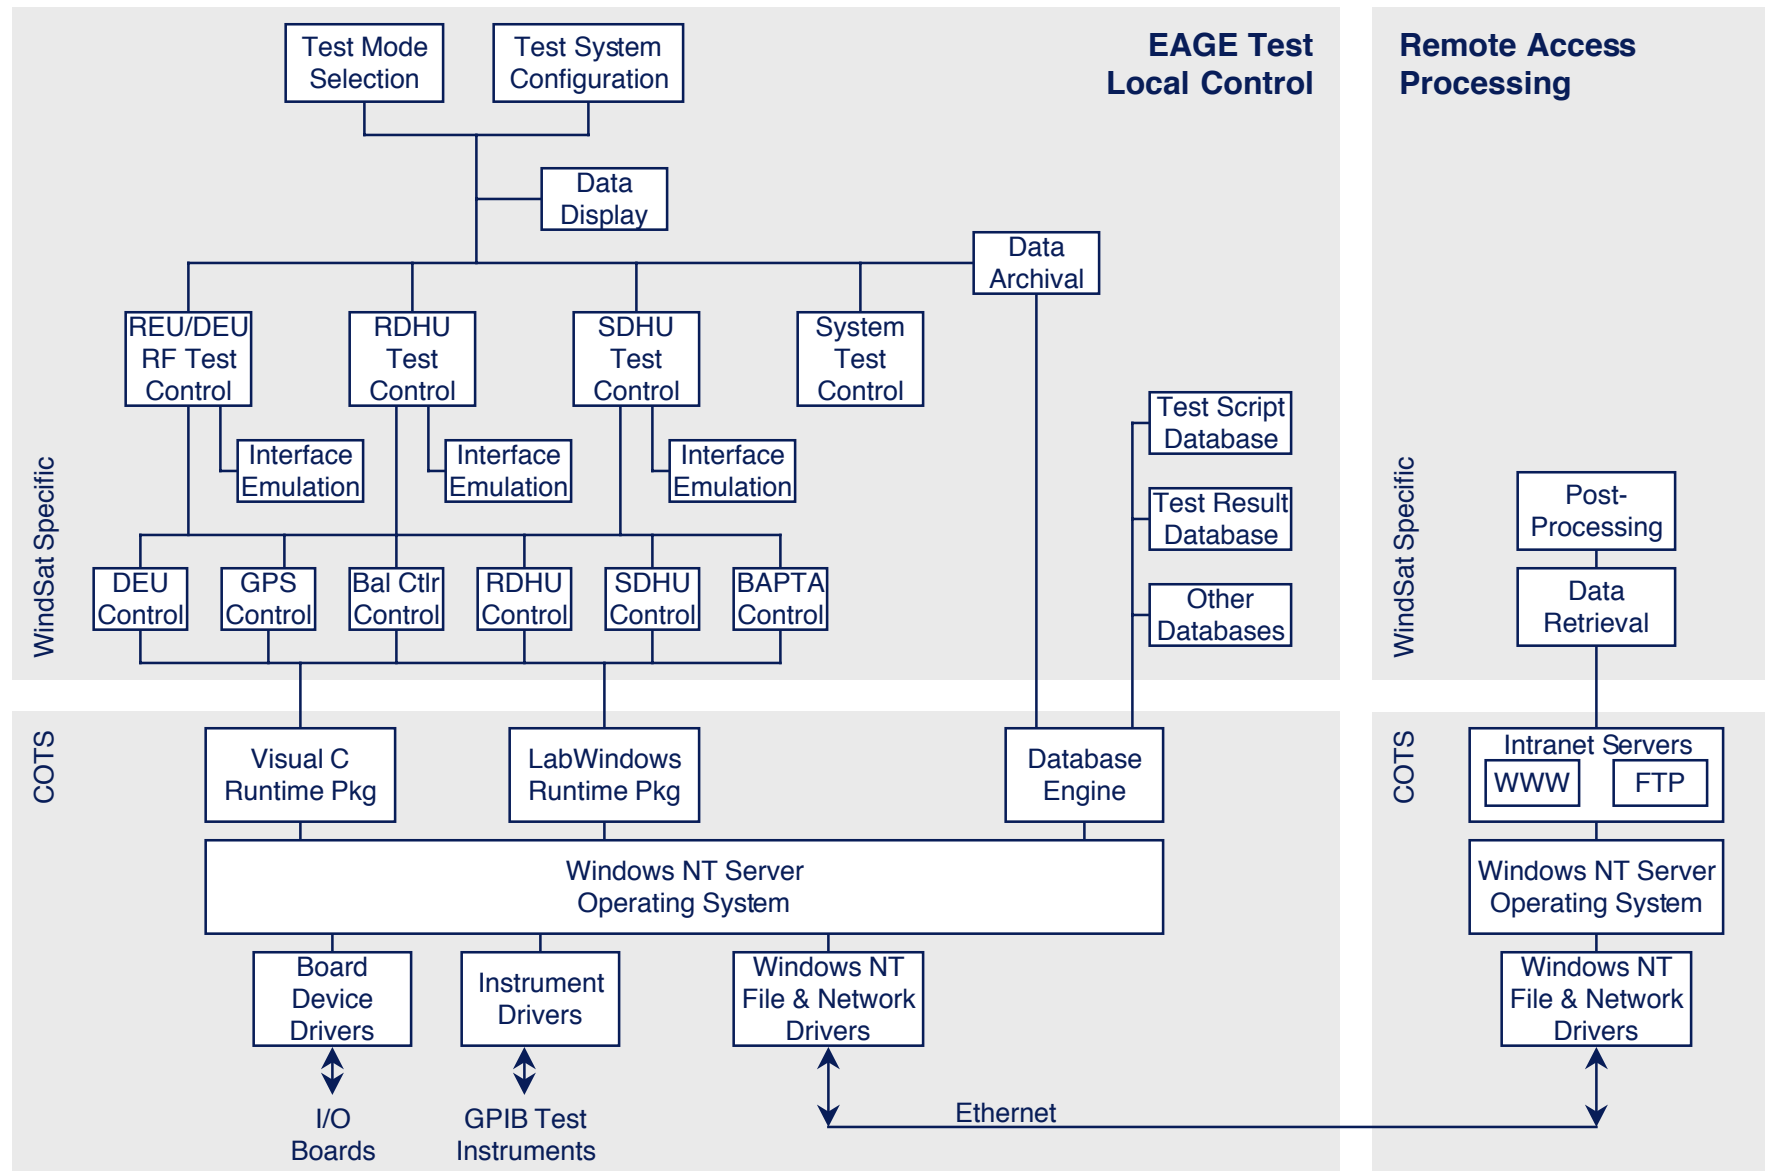 Test Mode
Selection
Test System
Configuration
EAGE Test
Local Control
Remote Access
Processing
Data
Display
Data
Archival
REU/DEU
RF Test
Control
RDHU
Test
Control
SDHU
Test
Control
System
Test
Control
Interface
Emulation
Interface
Emulation
Interface
Emulation
Test Script
Database
Test Result
Database
Other
Databases
WindSat Specific
DEU
Control
GPS
Control
Bal Ctlr
Control
RDHU
Control
SDHU
Control
BAPTA
Control
WindSat Specific
Post-
Processing
Data
Retrieval
COTS
Visual C
Runtime Pkg
LabWindows
Runtime Pkg
Database
Engine
COTS
Intranet Servers
WWW
FTP
Windows NT Server
Operating System
Windows NT Server
Operating System
Board
Device
Drivers
Instrument
Drivers
Windows NT
File & Network
Drivers
Windows NT
File & Network
Drivers
I/O
Boards
GPIB Test
Instruments
Ethernet